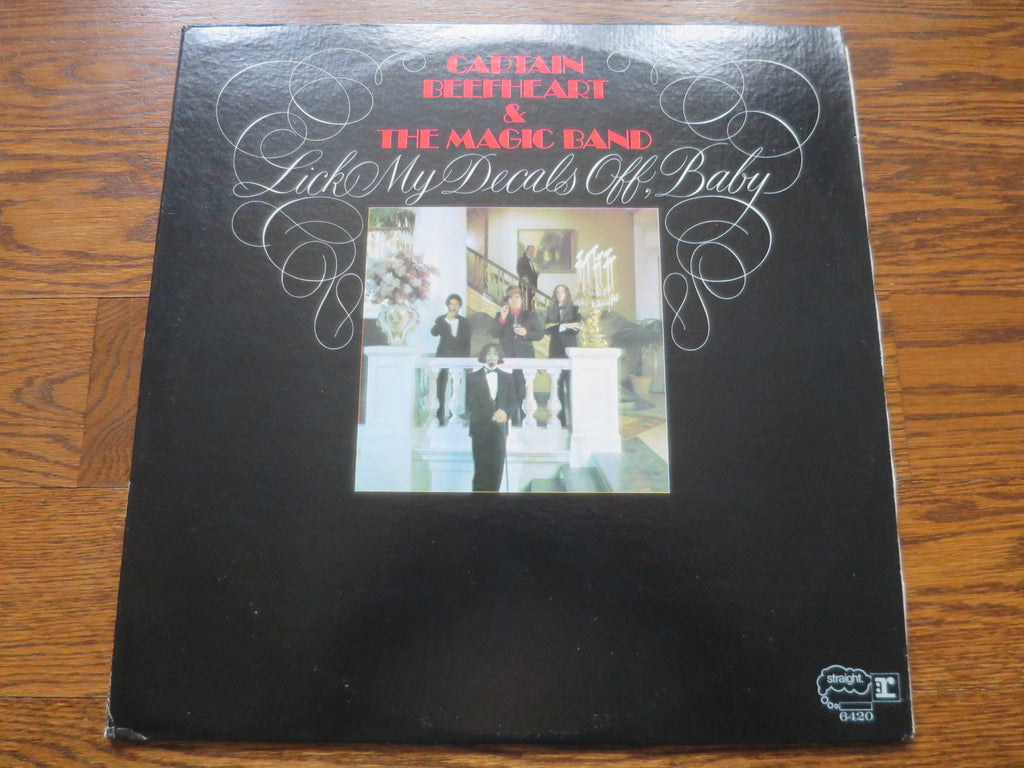 CAPTAIN
BEEFHEART
&
THE MAGIC BAND
Lick My Decals Off, Baby
straight
r
6420